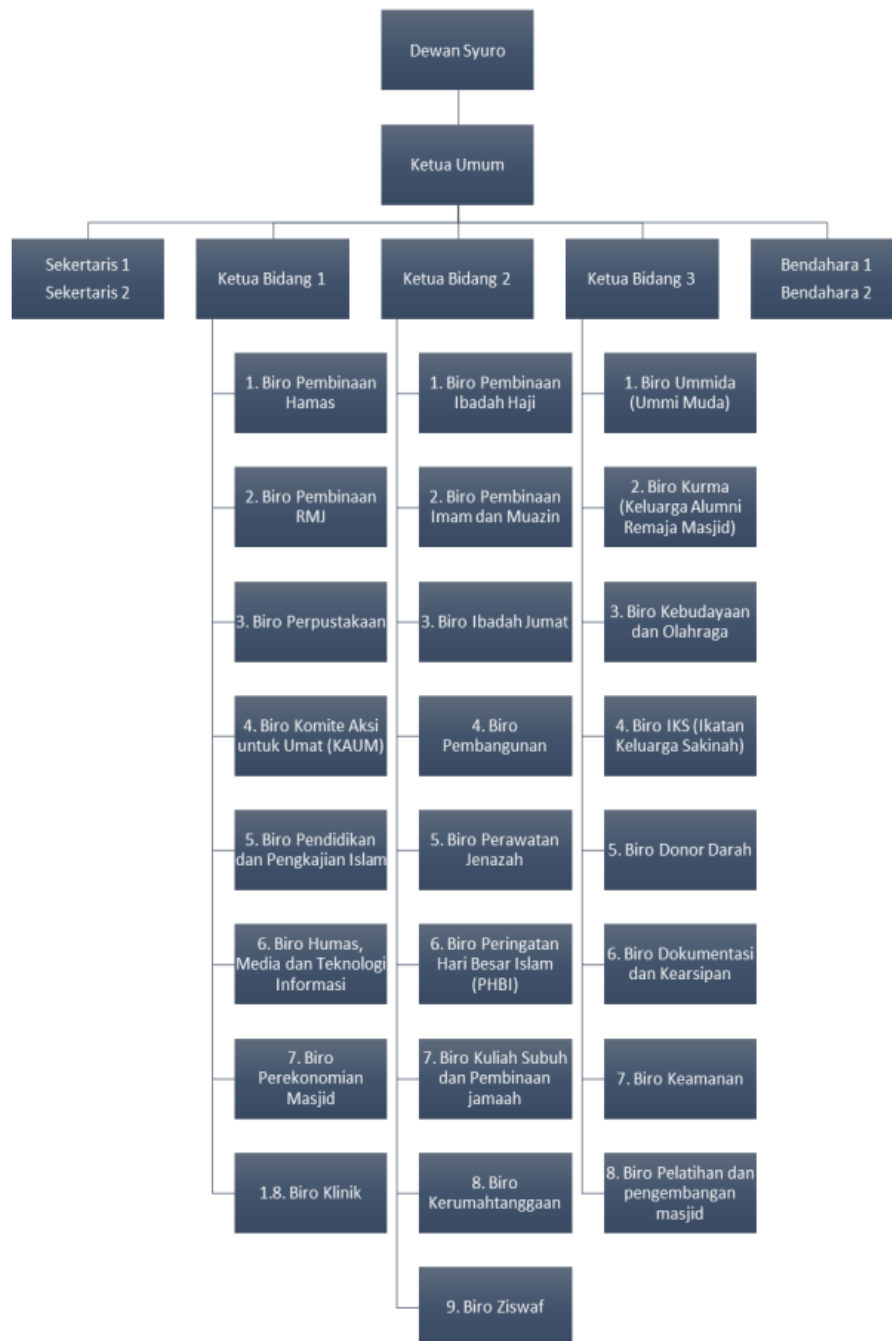 Dewan Syuro
Ketua Umum
Sekertaris 1
Sekertaris 2
Ketua Bidang 1
Ketua Bidang 2
Ketua Bidang 3
Bendahara 1
Bendahara 2
1. Biro Pembinaan
Hamas
2. Biro Pembinaan
RMJ
3. Biro Perpustakaan
4. Biro Komite Aksi
untuk Umat (KAUM)
5. Biro Pendidikan
dan Pengkajian Islam
6. Biro Humas,
Media dan Teknologi
Informasi
7. Biro
Perekonomian
Masjid
1.8. Biro Klinik
1. Biro Pembinaan
Ibadah Haji
2. Biro Pembinaan
Imam dan Muazin
3. Biro Ibadah Jumat
4. Biro
Pembangunan
5. Biro Perawatan
Jenazah
6. Biro Peringatan
Hari Besar Islam
(PHBI)
7. Biro Kuliah Subuh
dan Pembinaan
jamaah
8. Biro
Kerumahtanggaan
9. Biro Ziswaf
1. Biro Ummida
(Ummi Muda)
2. Biro Kurma
(Keluarga Alumni
Remaja Masjid)
3. Biro Kebudayaan
dan Olahraga
4. Biro IKS (Ikatan
Keluarga Sakinah)
5. Biro Donor Darah
6. Biro Dokumentasi
dan Kearsipan
7. Biro Keamanan
8. Biro Pelatihan dan
pengembangan
masjid